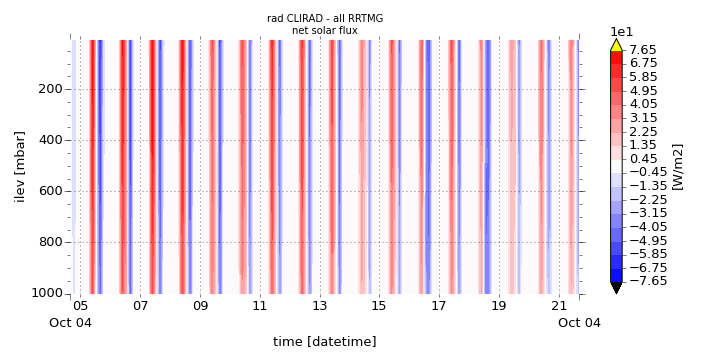 rad CLIRAD - all RRTMG
net solar flux
1e1
7.65
6.75
5.85
4.95
4.05
3.15
2.25
1.35
0.45
−0.45
−1.35
−2.25
−3.15
−4.05
−4.95
−5.85
−6.75
−7.65
[W/m2]
ilev [mbar]
200
400
600
800
1000
05 07 09 11 13 15 17 19 21
Oct 04 Oct 04
time [datetime]